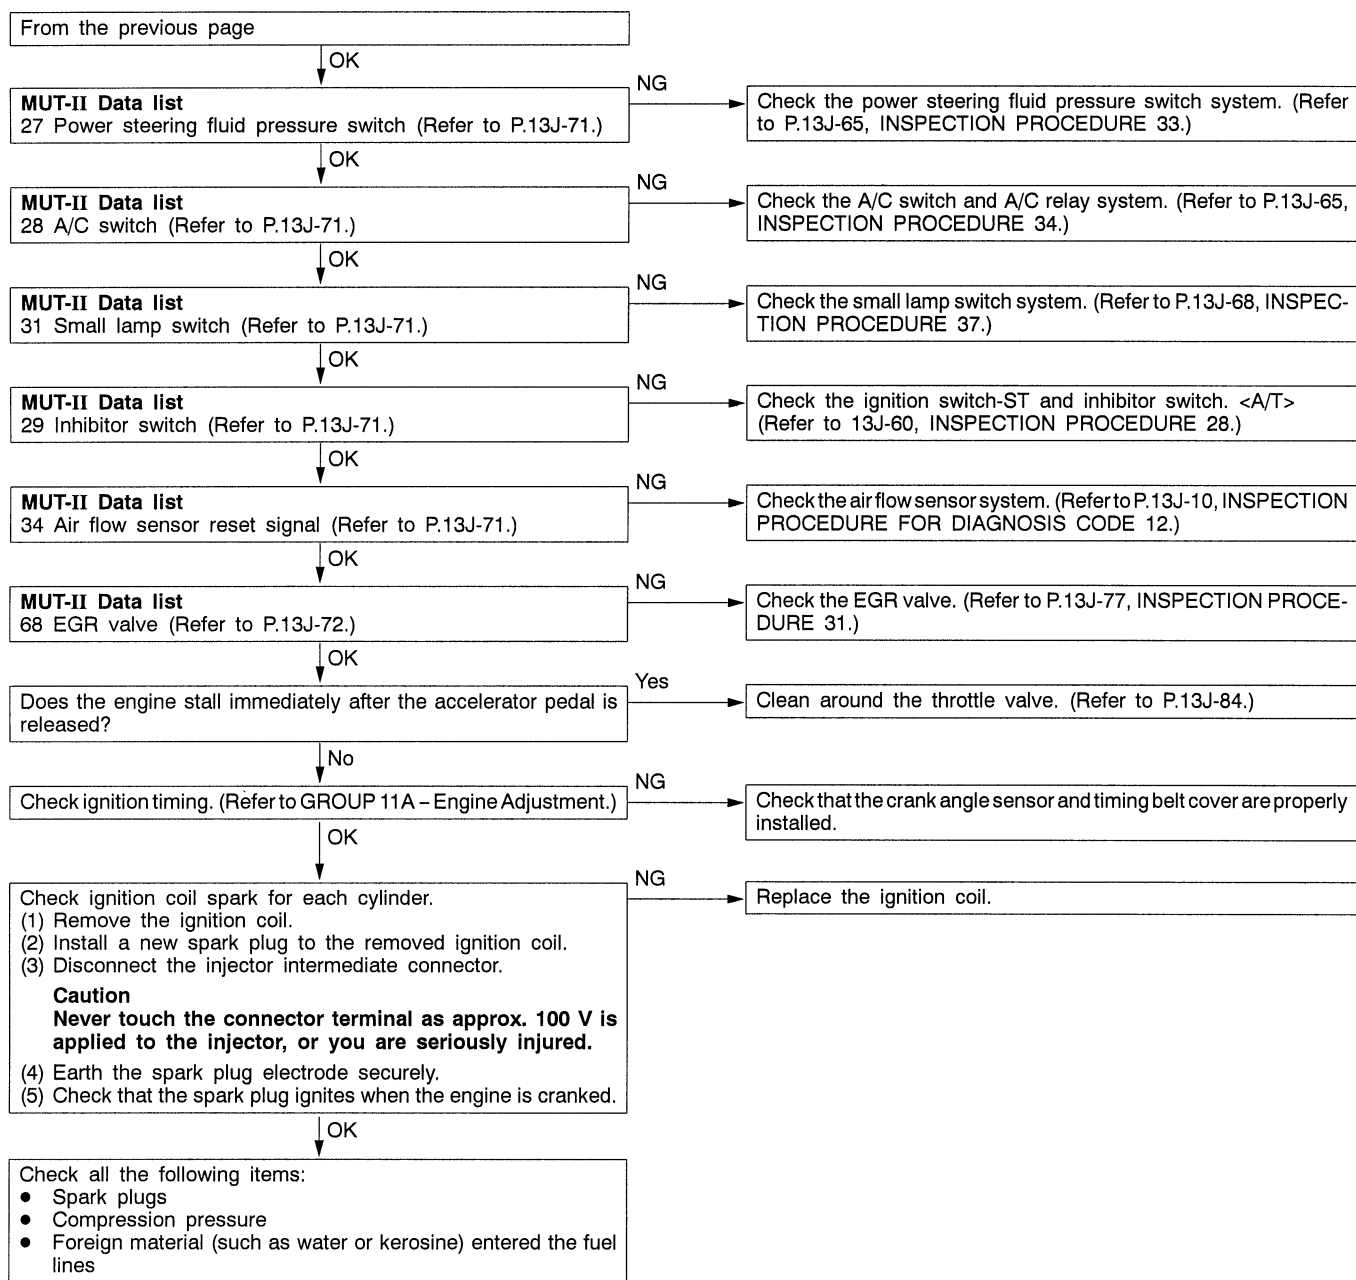 From the previous page
OK
MUT-II Data list
27 Power steering fluid pressure switch (Refer to P.13J-71.)
NG
Check the power steering fluid pressure switch system. (Refer
to P.13J-65, INSPECTION PROCEDURE 33.)
OK
MUT-II Data list
28 A/C switch (Refer to P.13J-71.)
NG
Check the A/C switch and A/C relay system. (Refer to P.13J-65,
INSPECTION PROCEDURE 34.)
OK
MUT-II Data list
31 Small lamp switch (Refer to P.13J-71.)
NG
Check the small lamp switch system. (Refer to P.13J-68, INSPEC-
TION PROCEDURE 37.)
OK
MUT-II Data list
29 Inhibitor switch (Refer to P.13J-71.)
NG
Check the ignition switch-ST and inhibitor switch. <A/T>
(Refer to 13J-60, INSPECTION PROCEDURE 28.)
OK
MUT-II Data list
34 Air flow sensor reset signal (Refer to P.13J-71.)
NG
Check the air flow sensor system. (Refer to P.13J-10, INSPECTION
PROCEDURE FOR DIAGNOSIS CODE 12.)
OK
MUT-II Data list
68 EGR valve (Refer to P.13J-72.)
NG
Check the EGR valve. (Refer to P.13J-77, INSPECTION PROCE-
DURE 31.)
OK
Does the engine stall immediately after the accelerator pedal is
released?
Yes
Clean around the throttle valve. (Refer to P.13J-84.)
No
Check ignition timing. (Refer to GROUP 11A – Engine Adjustment.)
NG
Check that the crank angle sensor and timing belt cover are properly
installed.
OK
Check ignition coil spark for each cylinder.
(1) Remove the ignition coil.
(2) Install a new spark plug to the removed ignition coil.
(3) Disconnect the injector intermediate connector.
Caution
Never touch the connector terminal as approx. 100 V is
applied to the injector, or you are seriously injured.
(4) Earth the spark plug electrode securely.
(5) Check that the spark plug ignites when the engine is cranked.
NG
Replace the ignition coil.
OK
Check all the following items:
● Spark plugs
● Compression pressure
● Foreign material (such as water or kerosine) entered the fuel
lines